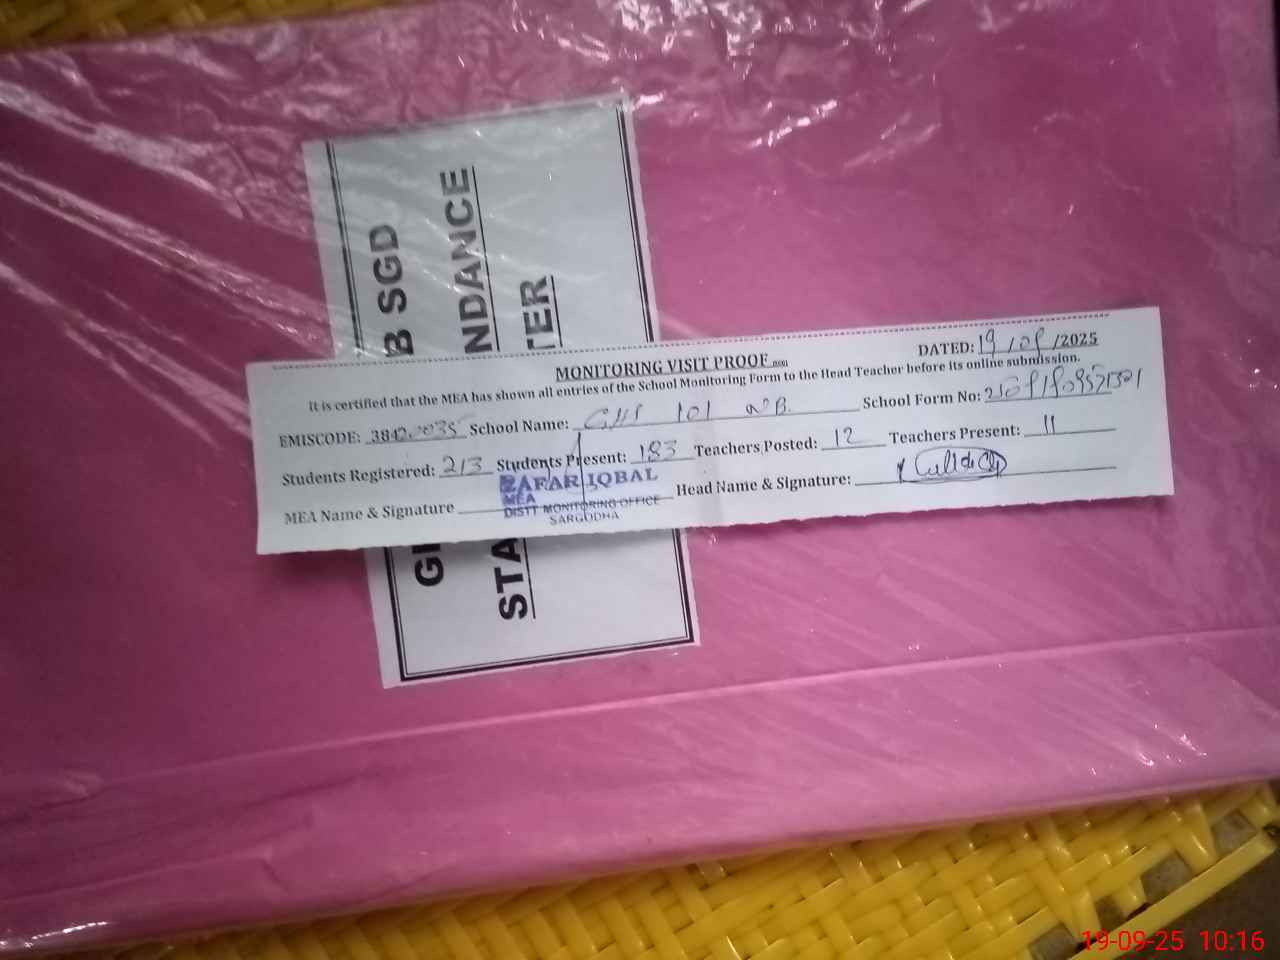 B SGD
NDANCE
TER
MONITORING VISIT PROOF
DATED: 19/09/2025
It is certified that the MEA has shown all entries of the School Monitoring Form to the Head Teacher before its online submission.
EMISCODE: School Name: 101 NB. School Form No:
Students Registered: 213 Students Present: 183 Teachers Posted: 12 Teachers Present: 11
MEA Name & Signature Head Name & Signature:
ZAFAR IQBAL
MEA
DISTT MONITORING OFFICE
SARGODHA
STA
19-09-25 10:16